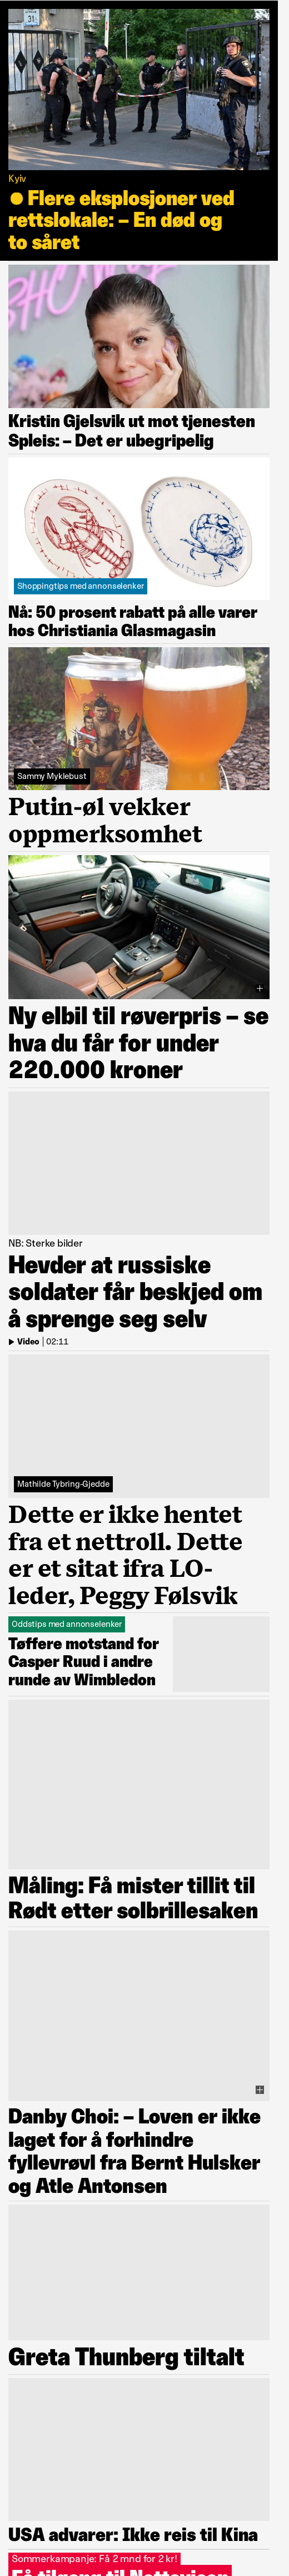 31
Kyiv
Flere eksplosjoner ved
rettslokale: – En død og
to såret
Kristin Gjelsvik ut mot tjenesten
Spleis: – Det er ubegripelig
Shoppingtips med annonselenker
Nå: 50 prosent rabatt på alle varer
hos Christiania Glasmagasin
Sammy Myklebust
Putin-øl vekker
oppmerksomhet
Ny elbil til røverpris – se
hva du får for under
220.000 kroner
NB: Sterke bilder
Hevder at russiske
soldater får beskjed om
å sprenge seg selv
Video | 02:11
Mathilde Tybring-Gjedde
Dette er ikke hentet
fra et nettroll. Dette
er et sitat ifra LO-
leder, Peggy Følsvik
Oddstips med annonselenker
Tøffere motstand for
Casper Ruud i andre
runde av Wimbledon
Måling: Få mister tillit til
Rødt etter solbrillesaken
Danby Choi: – Loven er ikke
laget for å forhindre
fyllevrøvl fra Bernt Hulsker
og Atle Antonsen
Greta Thunberg tiltalt
USA advarer: Ikke reis til Kina
Sommerkampanje: Få 2 mnd for 2 kr!
Få tilgang til Nettavisen